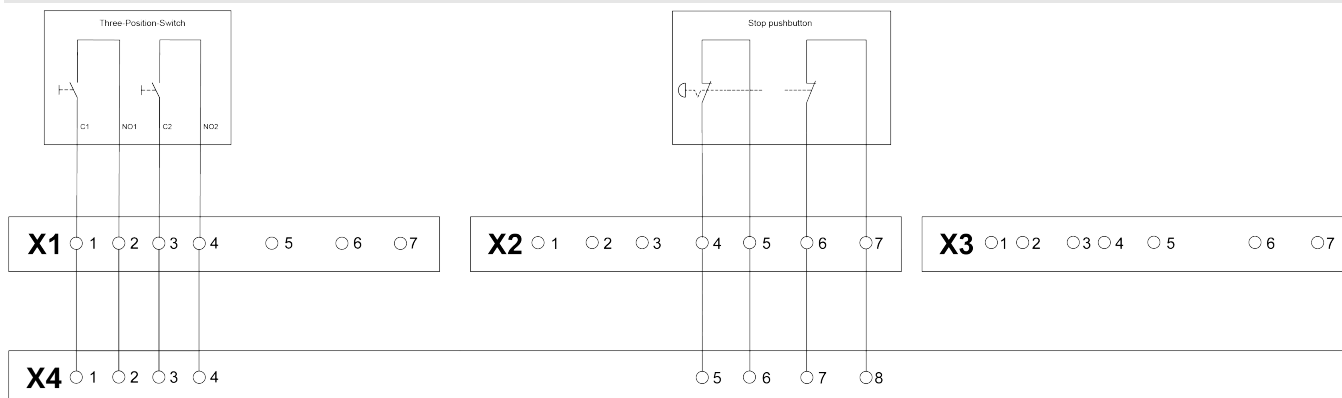 Three-Position-Switch
Stop pushbutton
C1 NO1 C2 NO2
X1 1 2 3 4 5 6 7
X2 1 2 3 4 5 6 7
X3 1 2 3 4 5 6 7
X4 1 2 3 4 5 6 7 8